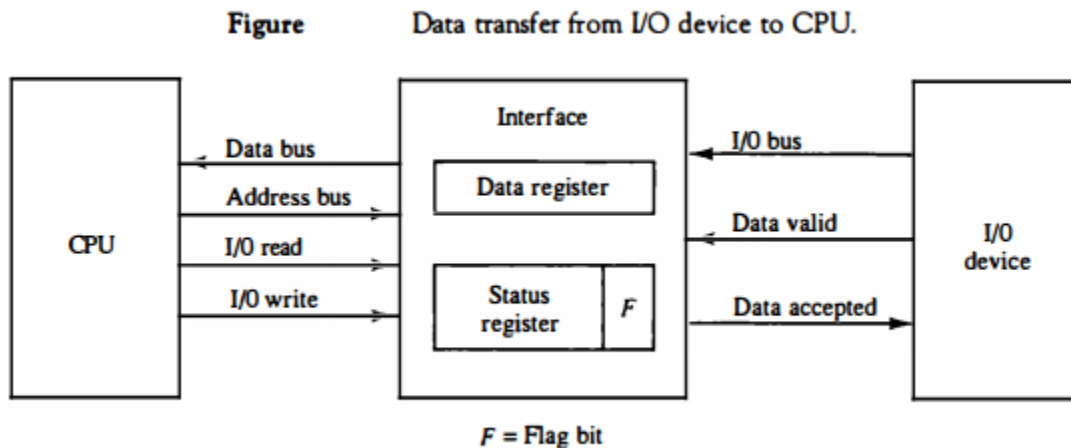 Figure Data transfer from I/O device to CPU.
Interface
Data bus
I/O bus
Data register
Address bus
CPU
Data valid
I/O
device
I/O read
I/O write
Status
register
F
Data accepted
F = Flag bit